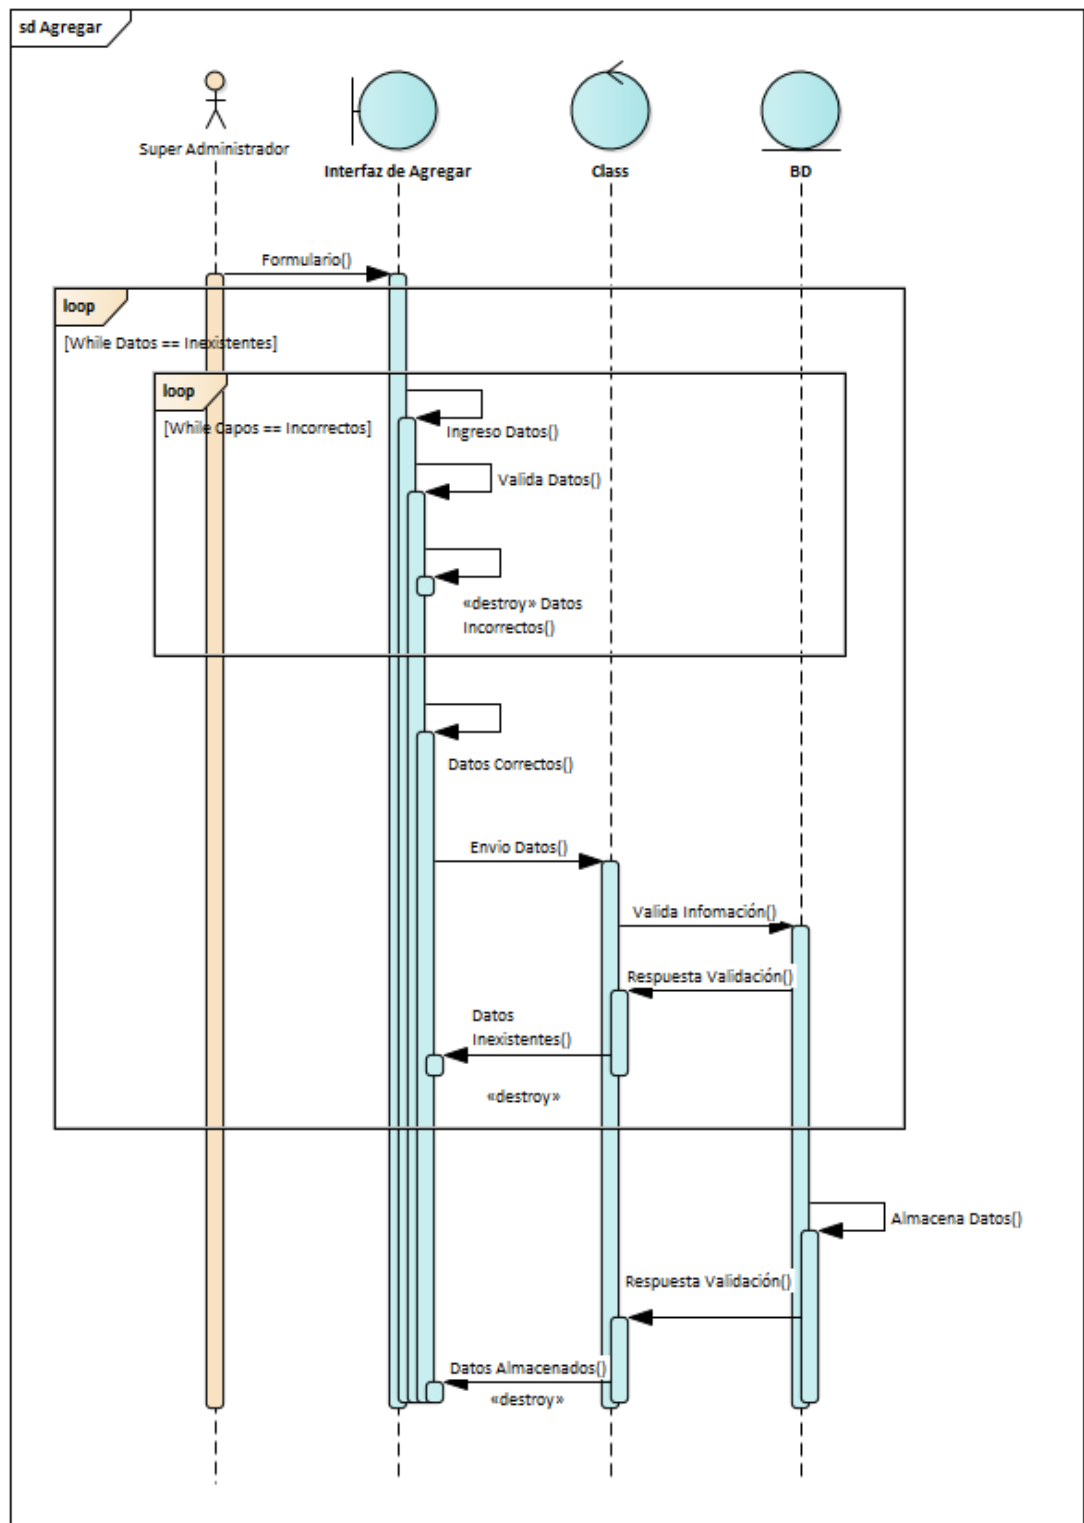 sd Agregar
Super Administrador
Interfaz de Agregar
Class
BD
Formulario()
loop
[While Datos == Inexistentes]
loop
[While Capos == Incorrectos]
Ingreso Datos()
Valida Datos()
«destroy» Datos
Incorrectos()
Datos Correctos()
Envio Datos()
Valida Infomación()
Respuesta Validación()
Datos
Inexistentes()
«destroy»
Almacena Datos()
Respuesta Validación()
Datos Almacenados()
«destroy»